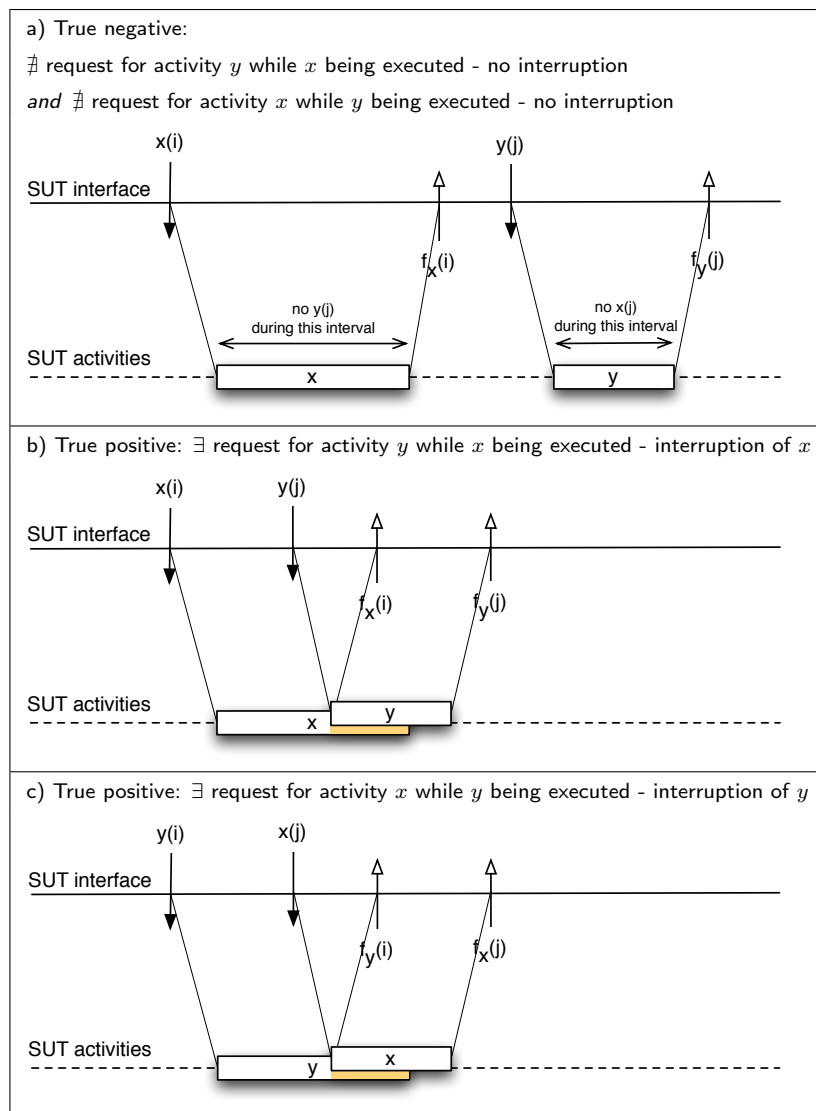 a) True negative:
∄ request for activity y while x being executed - no interruption
and ∄ request for activity x while y being executed - no interruption
x(i)
y(j)
SUT interface
f_x(i)
f_y(j)
no y(j)
during this interval
no x(j)
during this interval
SUT activities
x
y
b) True positive: ∃ request for activity y while x being executed - interruption of x
x(i)
y(j)
SUT interface
f_x(i)
f_y(j)
SUT activities
x
y
c) True positive: ∃ request for activity x while y being executed - interruption of y
y(i)
x(j)
SUT interface
f_y(i)
f_x(j)
SUT activities
y
x